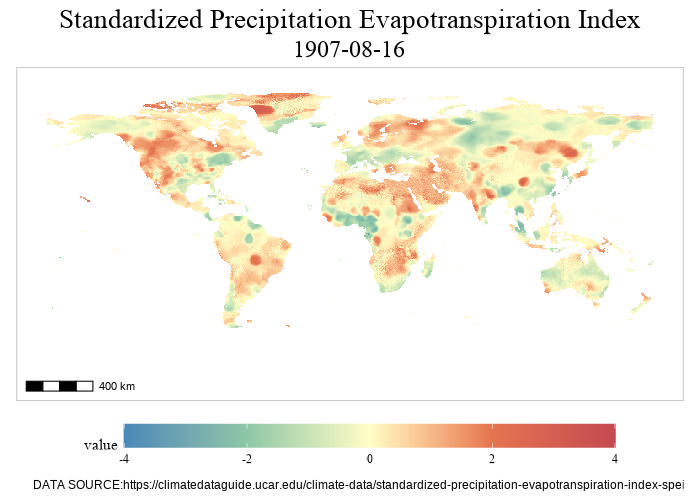 Standardized Precipitation Evapotranspiration Index
1907-08-16
400 km
value
-4 -2 0 2 4
DATA SOURCE:https://climatedataguide.ucar.edu/climate-data/standardized-precipitation-evapotranspiration-index-spei